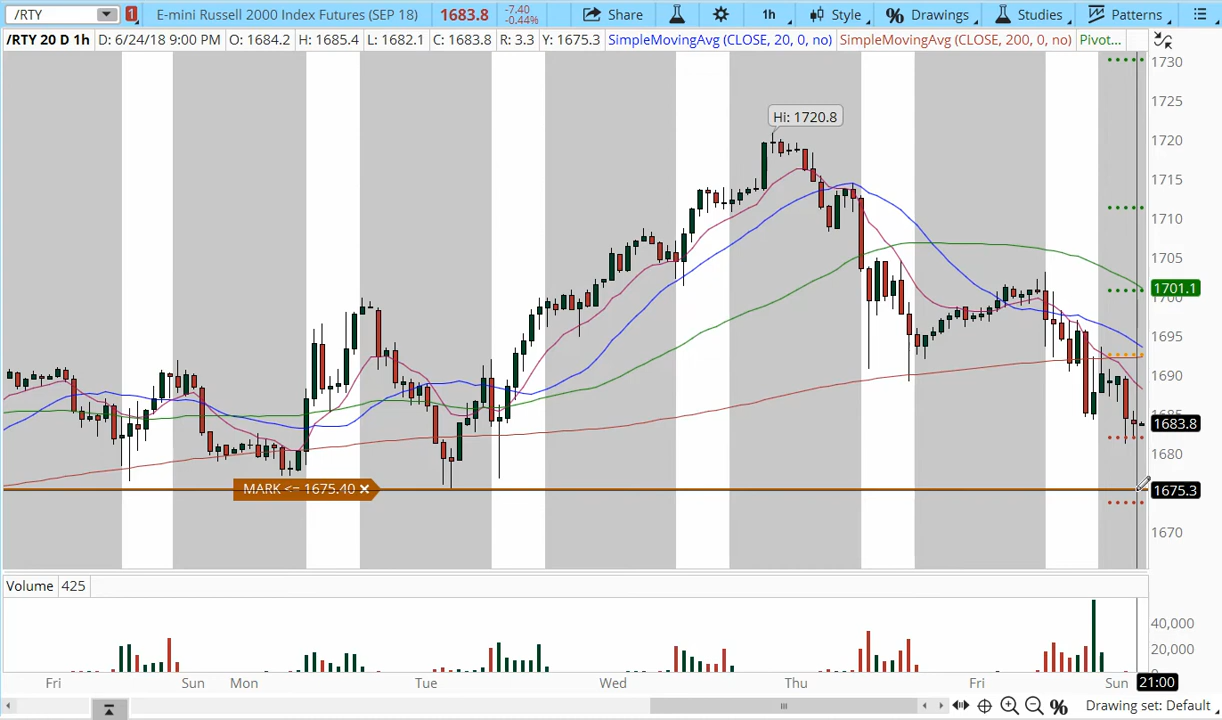 /RTY 1 E-mini Russell 2000 Index Futures (SEP 18) 1683.8 -7.40 -0.44% Share 1h Style Drawings Studies Patterns
/RTY 20 D 1h D: 6/24/18 9:00 PM O: 1684.2 H: 1685.4 L: 1682.1 C: 1683.8 R: 3.3 Y: 1675.3 SimpleMovingAvg (CLOSE, 20, 0, no) SimpleMovingAvg (CLOSE, 200, 0, no) Pivot...
1730
1725
Hi: 1720.8
1720
1715
1710
1705
1701.1
1700
1695
1690
1685
1683.8
1680
MARK <= 1675.40 ×
1675.3
1670
Volume 425
40,000
20,000
Fri Sun Mon Tue Wed Thu Fri Sun 21:00
Drawing set: Default